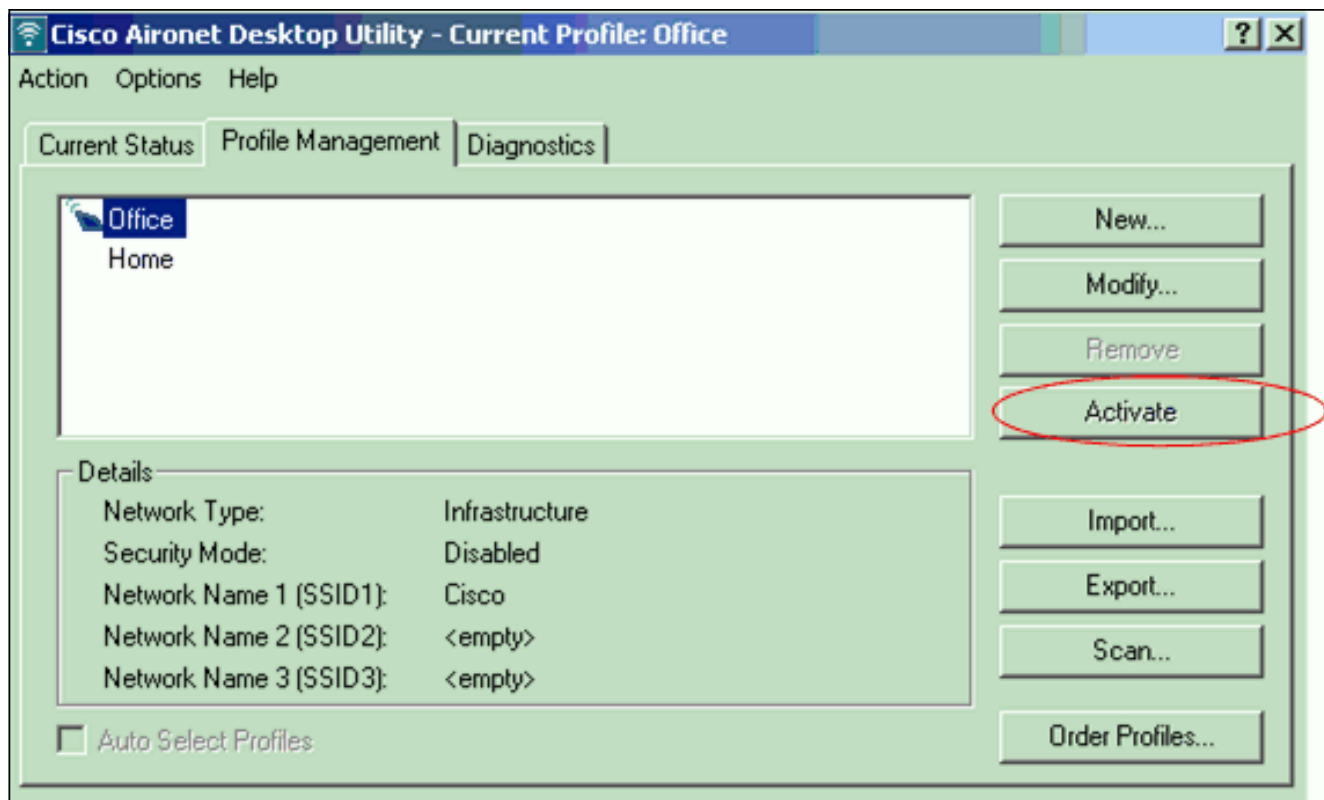 Cisco Aironet Desktop Utility - Current Profile: Office
Action Options Help
Current Status Profile Management Diagnostics
Office
Home
New...
Modify...
Remove
Activate
Details
Network Type: Infrastructure
Security Mode: Disabled
Network Name 1 (SSID1): Cisco
Network Name 2 (SSID2): <empty>
Network Name 3 (SSID3): <empty>
Import...
Export...
Scan...
Auto Select Profiles
Order Profiles...